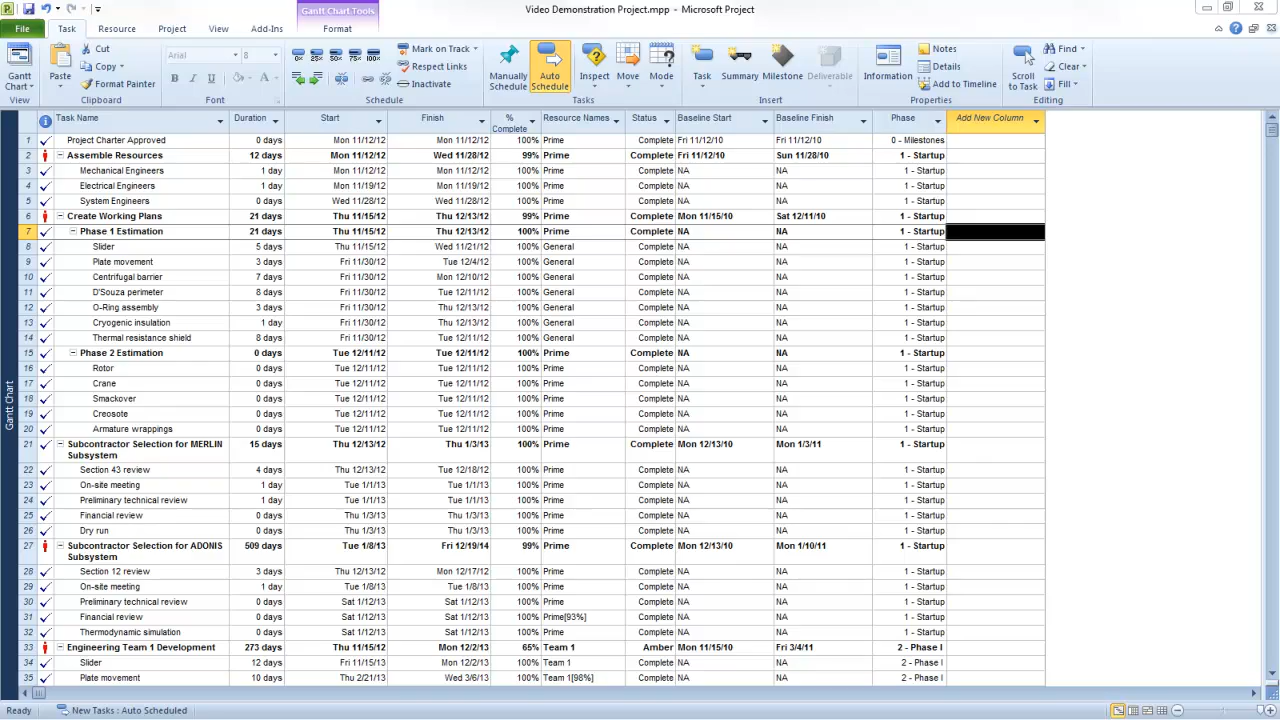 Video Demonstration Project.mpp - Microsoft Project
Gantt Chart Tools
File Task Resource Project View Add-Ins Format
Gantt Chart
View
Paste
Cut
Copy
Format Painter
Clipboard
Arial 8
B I U A
Font
Mark on Track
Respect Links
Inactivate
Schedule
Manually Schedule
Auto Schedule
Inspect
Move
Mode
Tasks
Task
Summary
Milestone
Deliverable
Insert
Information
Notes
Details
Add to Timeline
Properties
Scroll to Task
Find
Clear
Fill
Editing
Task Name Duration Start Finish % Complete Resource Names Status Baseline Start Baseline Finish Phase Add New Column
1 Project Charter Approved 0 days Mon 11/12/12 Mon 11/12/12 100% Prime Complete Fri 11/12/10 Fri 11/12/10 0 - Milestones
2 Assemble Resources 12 days Mon 11/12/12 Wed 11/28/12 99% Prime Complete Fri 11/12/10 Sun 11/28/10 1 - Startup
3 Mechanical Engineers 1 day Mon 11/12/12 Mon 11/12/12 100% Prime Complete NA NA 1 - Startup
4 Electrical Engineers 1 day Mon 11/19/12 Mon 11/19/12 100% Prime Complete NA NA 1 - Startup
5 System Engineers 0 days Wed 11/28/12 Wed 11/28/12 100% Prime Complete NA NA 1 - Startup
6 Create Working Plans 21 days Thu 11/15/12 Thu 12/13/12 99% Prime Complete Mon 11/15/10 Sat 12/11/10 1 - Startup
7 Phase 1 Estimation 21 days Thu 11/15/12 Thu 12/13/12 100% Prime Complete NA NA 1 - Startup
8 Slider 5 days Thu 11/15/12 Wed 11/21/12 100% General Complete NA NA 1 - Startup
9 Plate movement 3 days Fri 11/30/12 Tue 12/4/12 100% General Complete NA NA 1 - Startup
10 Centrifugal barrier 7 days Fri 11/30/12 Mon 12/10/12 100% General Complete NA NA 1 - Startup
11 D'Souza perimeter 8 days Fri 11/30/12 Tue 12/11/12 100% General Complete NA NA 1 - Startup
12 O-Ring assembly 3 days Fri 11/30/12 Thu 12/13/12 100% General Complete NA NA 1 - Startup
13 Cryogenic insulation 1 day Fri 11/30/12 Thu 12/13/12 100% General Complete NA NA 1 - Startup
14 Thermal resistance shield 8 days Fri 11/30/12 Tue 12/11/12 100% General Complete NA NA 1 - Startup
15 Phase 2 Estimation 0 days Tue 12/11/12 Tue 12/11/12 100% Prime Complete NA NA 1 - Startup
16 Rotor 0 days Tue 12/11/12 Tue 12/11/12 100% Prime Complete NA NA 1 - Startup
17 Crane 0 days Tue 12/11/12 Tue 12/11/12 100% Prime Complete NA NA 1 - Startup
18 Smackover 0 days Tue 12/11/12 Tue 12/11/12 100% Prime Complete NA NA 1 - Startup
19 Creosote 0 days Tue 12/11/12 Tue 12/11/12 100% Prime Complete NA NA 1 - Startup
20 Armature wrappings 0 days Tue 12/11/12 Tue 12/11/12 100% Prime Complete NA NA 1 - Startup
21 Subcontractor Selection for MERLIN 15 days Thu 12/13/12 Thu 1/3/13 100% Prime Complete Mon 12/13/10 Mon 1/3/11 1 - Startup
Subsystem
22 Section 43 review 4 days Thu 12/13/12 Tue 12/18/12 100% Prime Complete NA NA 1 - Startup
23 On-site meeting 1 day Tue 1/1/13 Tue 1/1/13 100% Prime Complete NA NA 1 - Startup
24 Preliminary technical review 1 day Tue 1/1/13 Tue 1/1/13 100% Prime Complete NA NA 1 - Startup
25 Financial review 0 days Thu 1/3/13 Thu 1/3/13 100% Prime Complete NA NA 1 - Startup
26 Dry run 0 days Thu 1/3/13 Thu 1/3/13 100% Prime Complete NA NA 1 - Startup
27 Subcontractor Selection for ADONIS 509 days Tue 1/8/13 Fri 12/19/14 99% Prime Complete Mon 12/13/10 Mon 1/10/11 1 - Startup
Subsystem
28 Section 12 review 3 days Thu 12/13/12 Mon 12/17/12 100% Prime Complete NA NA 1 - Startup
29 On-site meeting 1 day Tue 1/8/13 Tue 1/8/13 100% Prime Complete NA NA 1 - Startup
30 Preliminary technical review 0 days Sat 1/12/13 Sat 1/12/13 100% Prime Complete NA NA 1 - Startup
31 Financial review 0 days Sat 1/12/13 Sat 1/12/13 100% Prime[93%] Complete NA NA 1 - Startup
32 Thermodynamic simulation 0 days Sat 1/12/13 Sat 1/12/13 100% Prime Complete NA NA 1 - Startup
33 Engineering Team 1 Development 273 days Thu 11/15/12 Mon 12/2/13 65% Team 1 Amber Mon 11/15/10 Fri 3/4/11 2 - Phase I
34 Slider 12 days Fri 11/15/13 Mon 12/2/13 100% Team 1 Complete NA NA 2 - Phase I
35 Plate movement 10 days Thu 2/21/13 Wed 3/6/13 100% Team 1[98%] Complete NA NA 2 - Phase I
Gantt Chart
Ready New Tasks : Auto Scheduled